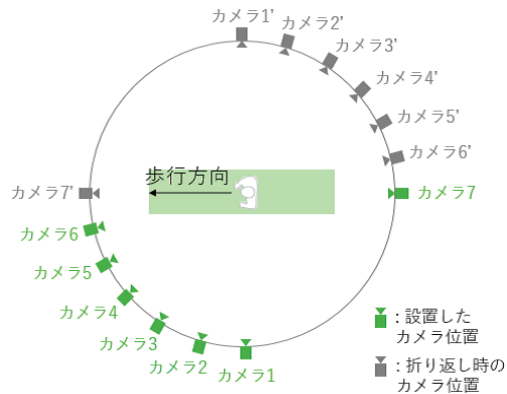 カメラ1’
カメラ2’
カメラ3’
カメラ4’
カメラ5’
カメラ6’
カメラ7’
歩行方向
カメラ7
カメラ6
カメラ5
カメラ4
カメラ3
カメラ2
カメラ1
：設置した
カメラ位置
：折り返し時の
カメラ位置